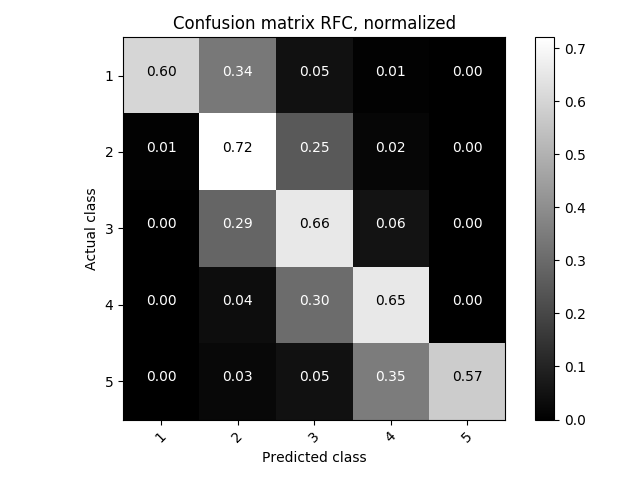 Confusion matrix RFC, normalized
Actual class
1 0.60 0.34 0.05 0.01 0.00
2 0.01 0.72 0.25 0.02 0.00
3 0.00 0.29 0.66 0.06 0.00
4 0.00 0.04 0.30 0.65 0.00
5 0.00 0.03 0.05 0.35 0.57
1 2 3 4 5
Predicted class
0.7
0.6
0.5
0.4
0.3
0.2
0.1
0.0